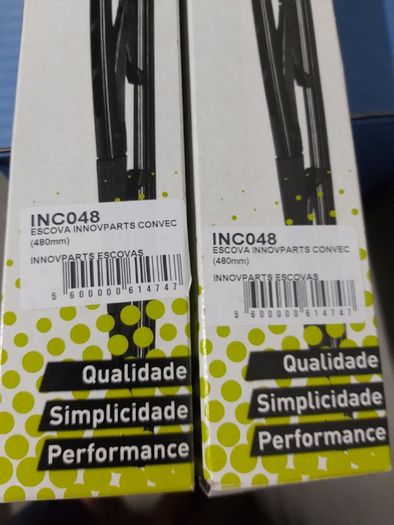 INC048
ESCOVA INNOVPARTS CONVEC
(480mm)
INNOVPARTS ESCOVAS
5 600000 614747
Qualidade
Simplicidade
Performance
INC048
ESCOVA INNOVPARTS CONVEC
(480mm)
INNOVPARTS ESCOVAS
5 600000 614747
Qualidade
Simplicidade
Performance